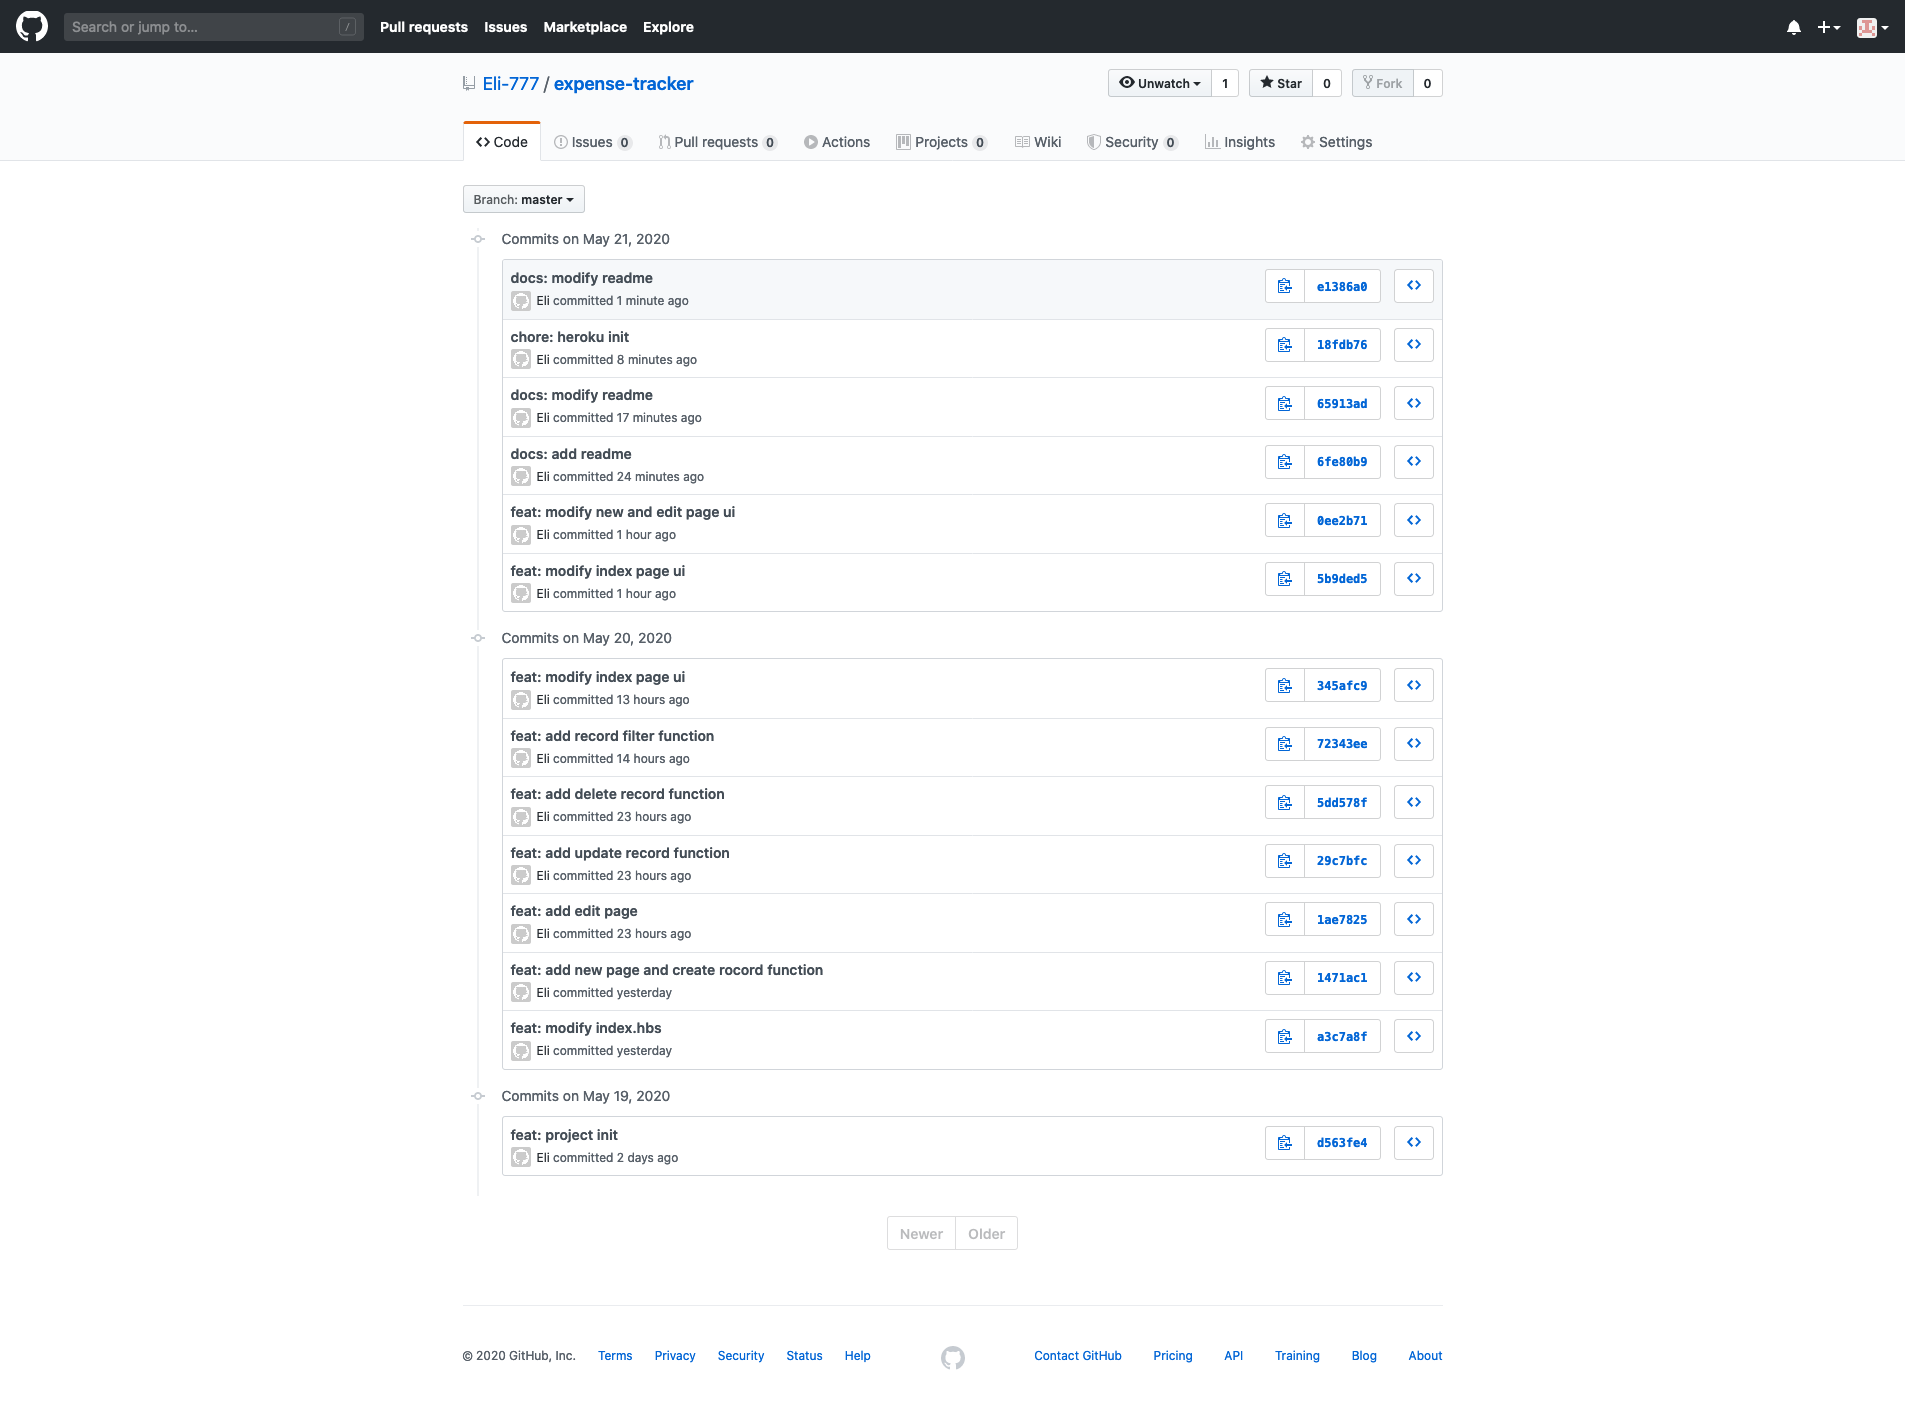 Search or jump to... /
Pull requests Issues Marketplace Explore
Eli-777 / expense-tracker
Unwatch 1 Star 0 Fork 0
Code Issues 0 Pull requests 0 Actions Projects 0 Wiki Security 0 Insights Settings
Branch: master
Commits on May 21, 2020
docs: modify readme
Eli committed 1 minute ago
e1386a0
chore: heroku init
Eli committed 8 minutes ago
18fdb76
docs: modify readme
Eli committed 17 minutes ago
65913ad
docs: add readme
Eli committed 24 minutes ago
6fe80b9
feat: modify new and edit page ui
Eli committed 1 hour ago
0ee2b71
feat: modify index page ui
Eli committed 1 hour ago
5b9ded5
Commits on May 20, 2020
feat: modify index page ui
Eli committed 13 hours ago
345afc9
feat: add record filter function
Eli committed 14 hours ago
72343ee
feat: add delete record function
Eli committed 23 hours ago
5dd578f
feat: add update record function
Eli committed 23 hours ago
29c7bfc
feat: add edit page
Eli committed 23 hours ago
1ae7825
feat: add new page and create rocord function
Eli committed yesterday
1471ac1
feat: modify index.hbs
Eli committed yesterday
a3c7a8f
Commits on May 19, 2020
feat: project init
Eli committed 2 days ago
d563fe4
Newer Older
© 2020 GitHub, Inc. Terms Privacy Security Status Help Contact GitHub Pricing API Training Blog About